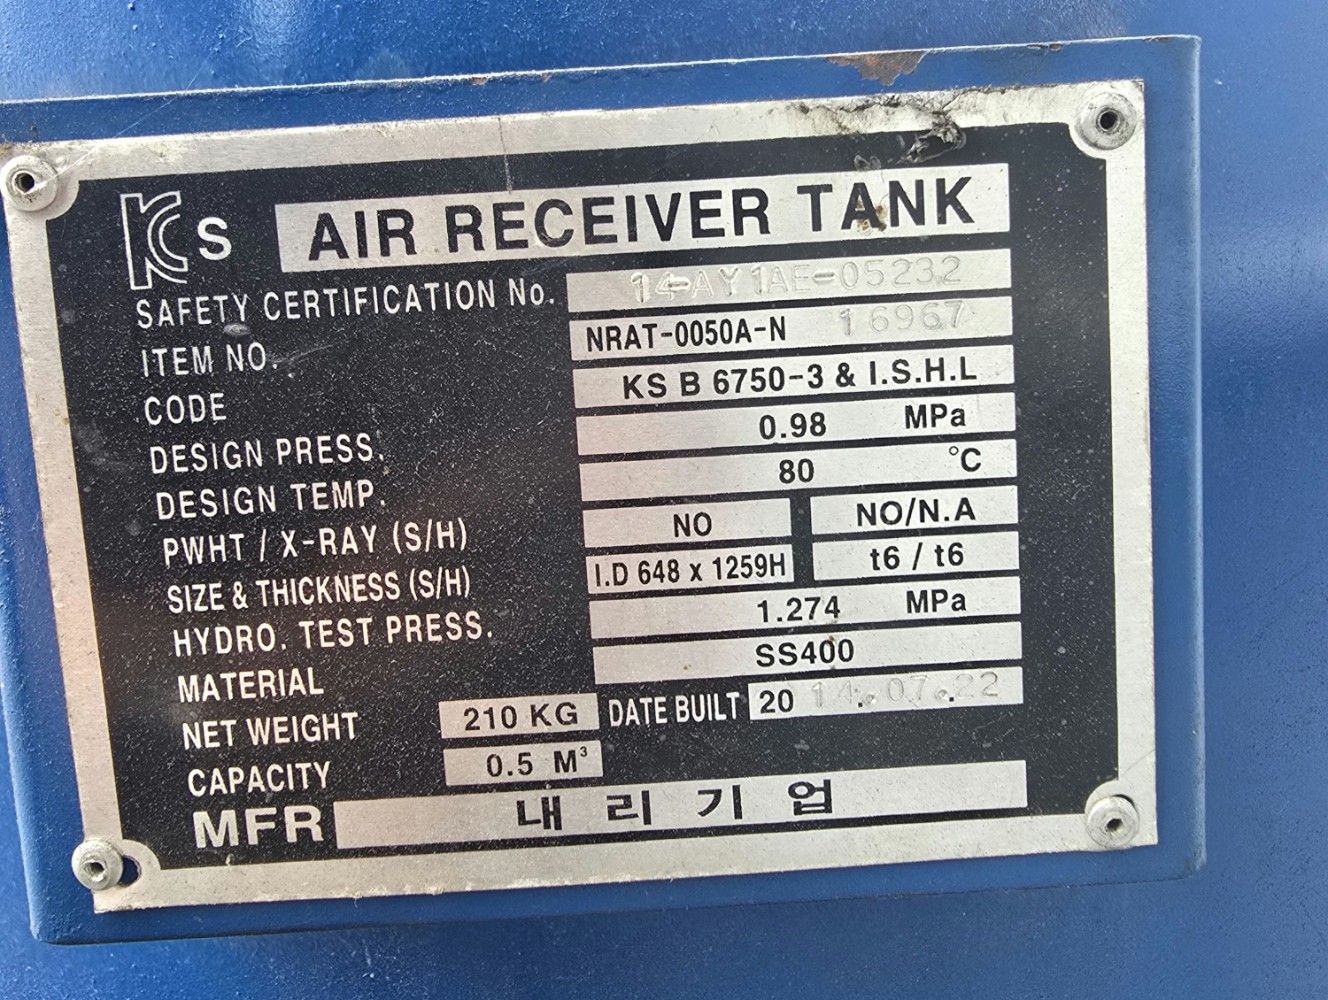 KCs AIR RECEIVER TANK
SAFETY CERTIFICATION No. 14-AY1AE-05232
ITEM NO. NRAT-0050A-N 16967
CODE KS B 6750-3 & I.S.H.L
DESIGN PRESS. 0.98 MPa
DESIGN TEMP. 80 °C
PWHT / X-RAY (S/H) NO NO/N.A
SIZE & THICKNESS (S/H) I.D 648 x 1259H t6 / t6
HYDRO. TEST PRESS. 1.274 MPa
MATERIAL SS400
NET WEIGHT 210 KG DATE BUILT 20 14.07.22
CAPACITY 0.5 M³
MFR 내리기업